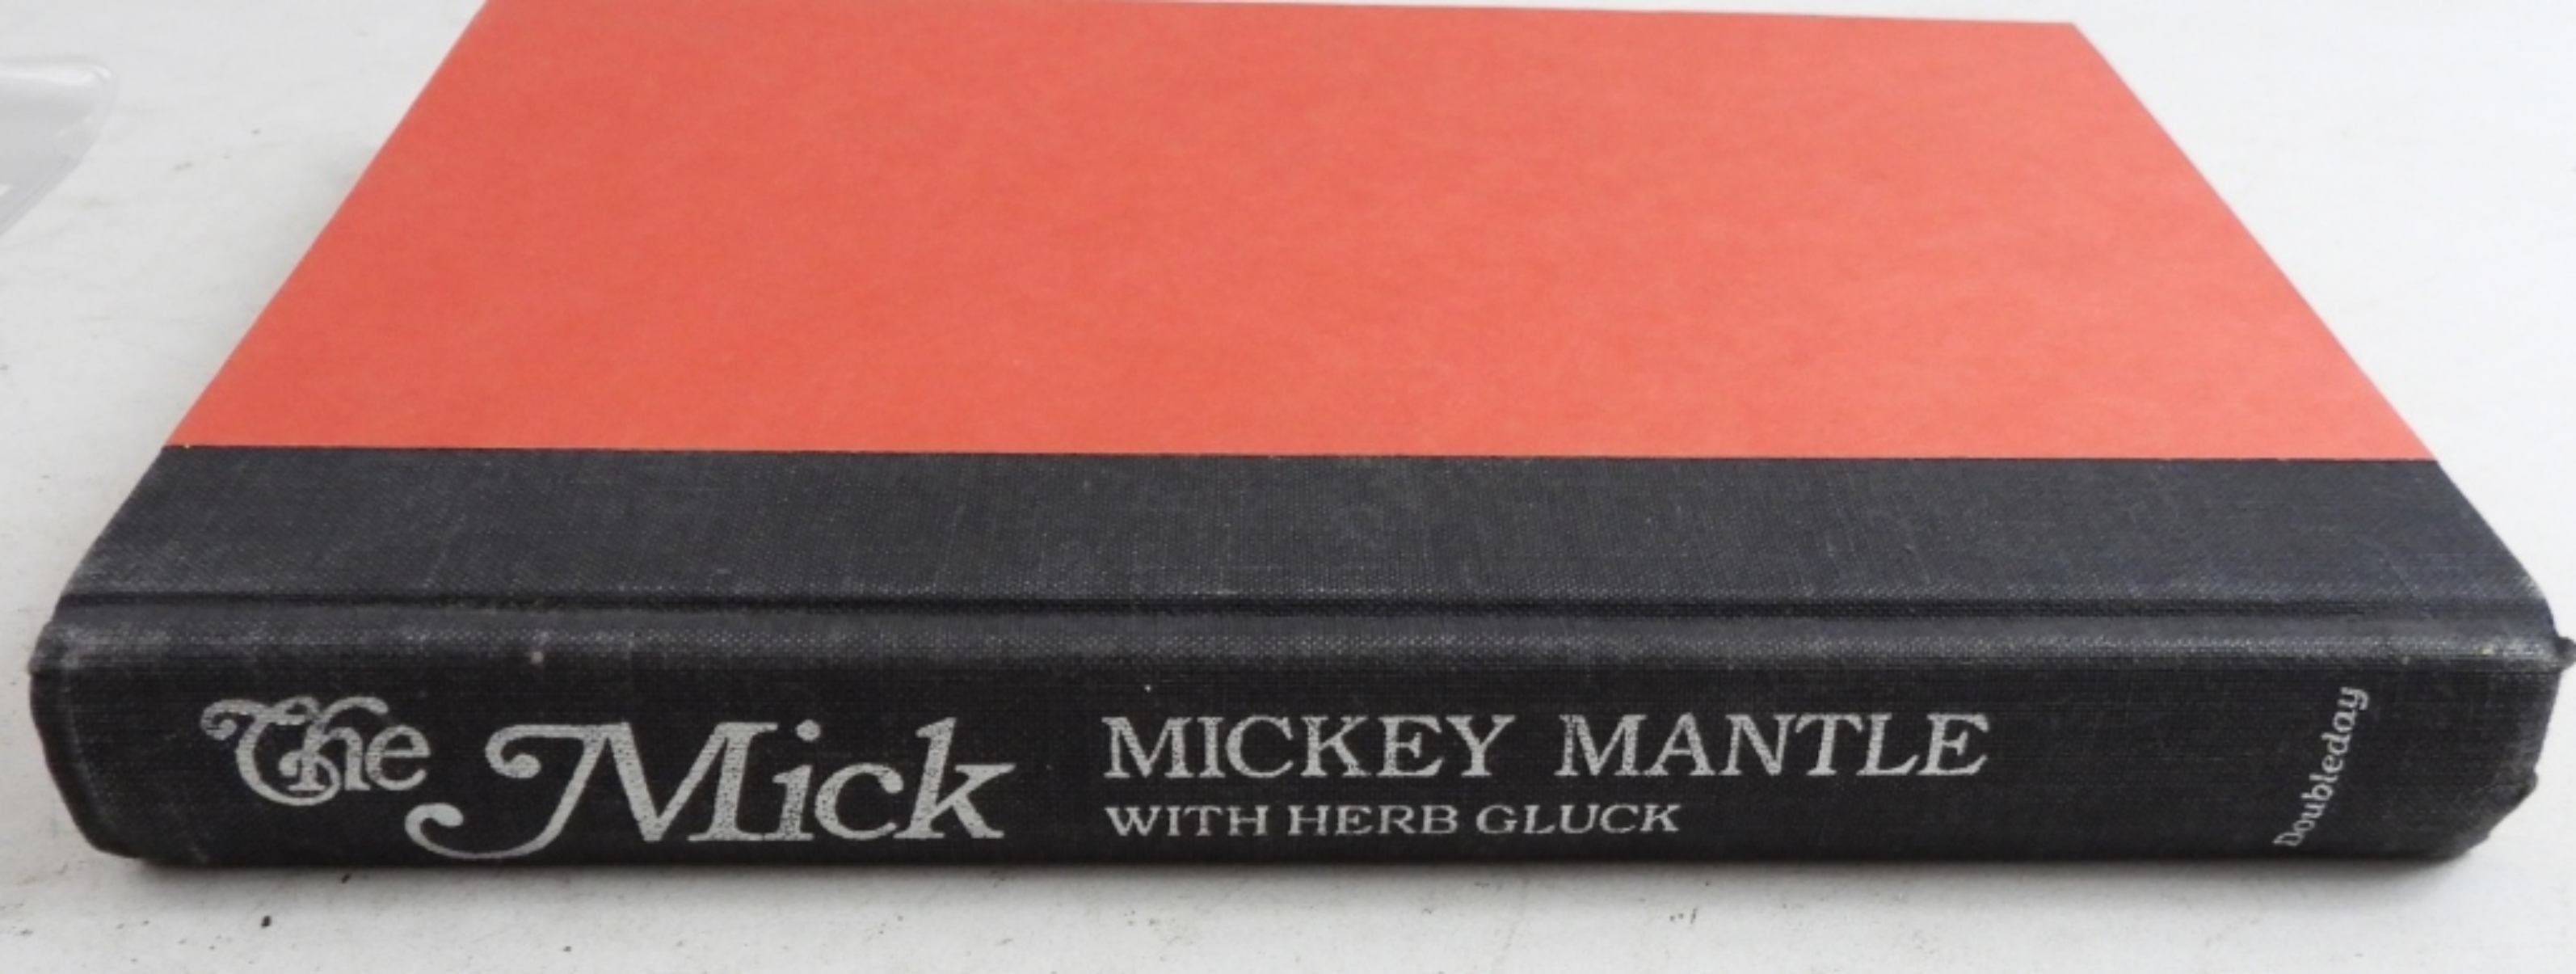 The Mick
MICKEY MANTLE
WITH HERB GLUCK
Doubleday